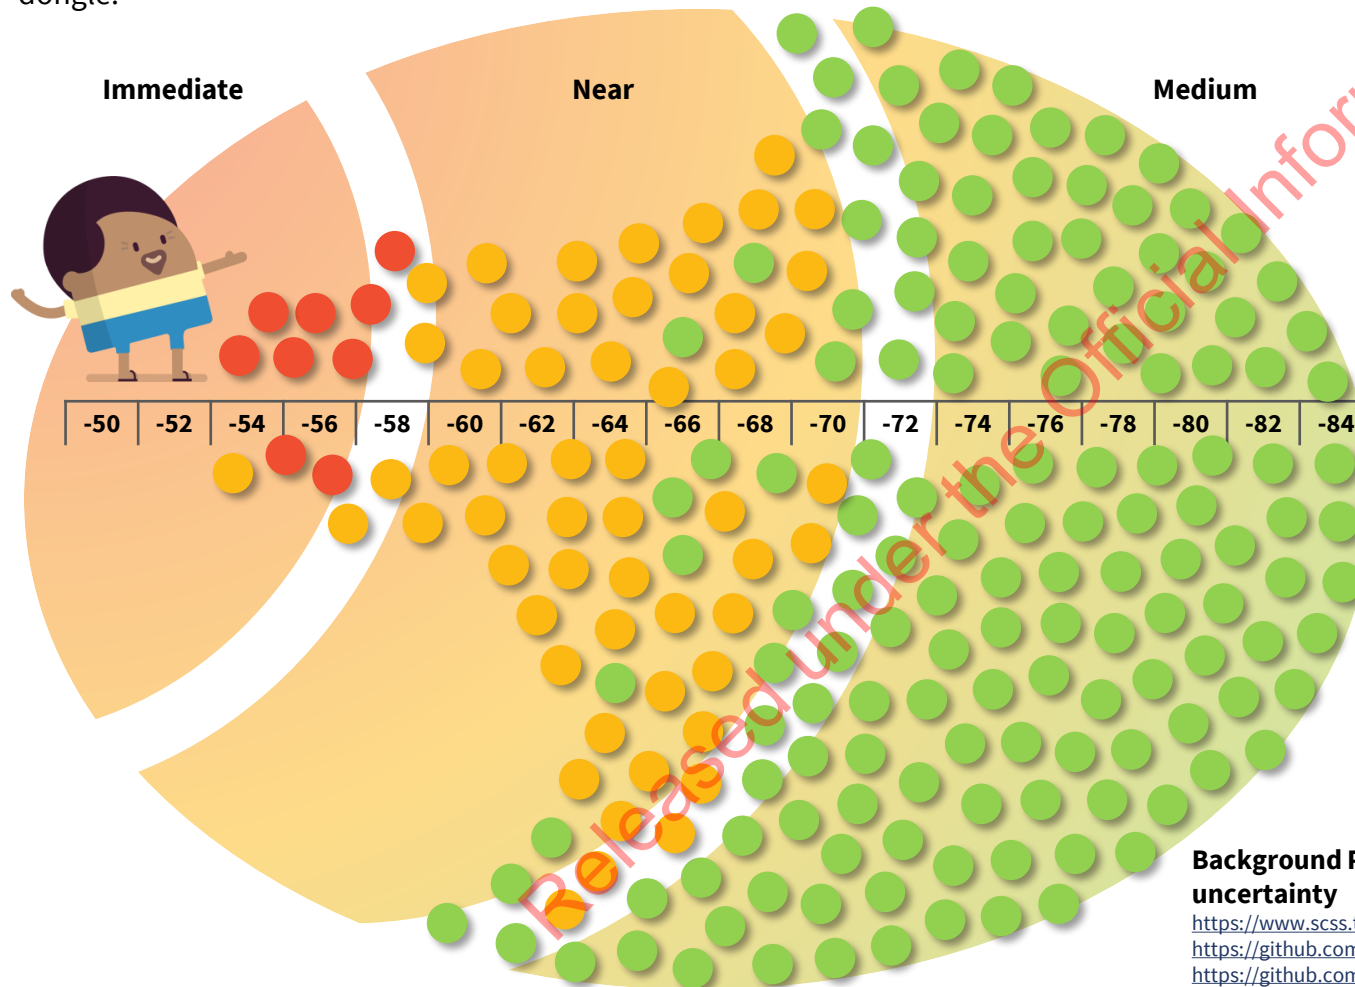 dongle.
Immediate
Near
Medium
-50 -52 -54 -56 -58 -60 -62 -64 -66 -68 -70 -72 -74 -76 -78 -80 -82 -84
Released under the Official Infor
Background
uncertainty
https://www.scss.
https://github.com
https://github.com